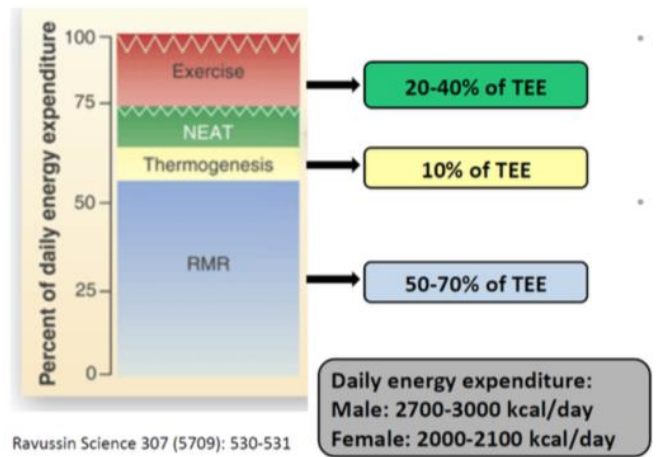 Percent of daily energy expenditure
100
75
50
25
0
Exercise
NEAT
Thermogenesis
RMR
20-40% of TEE
10% of TEE
50-70% of TEE
Daily energy expenditure:
Male: 2700-3000 kcal/day
Female: 2000-2100 kcal/day
Ravussin Science 307 (5709): 530-531